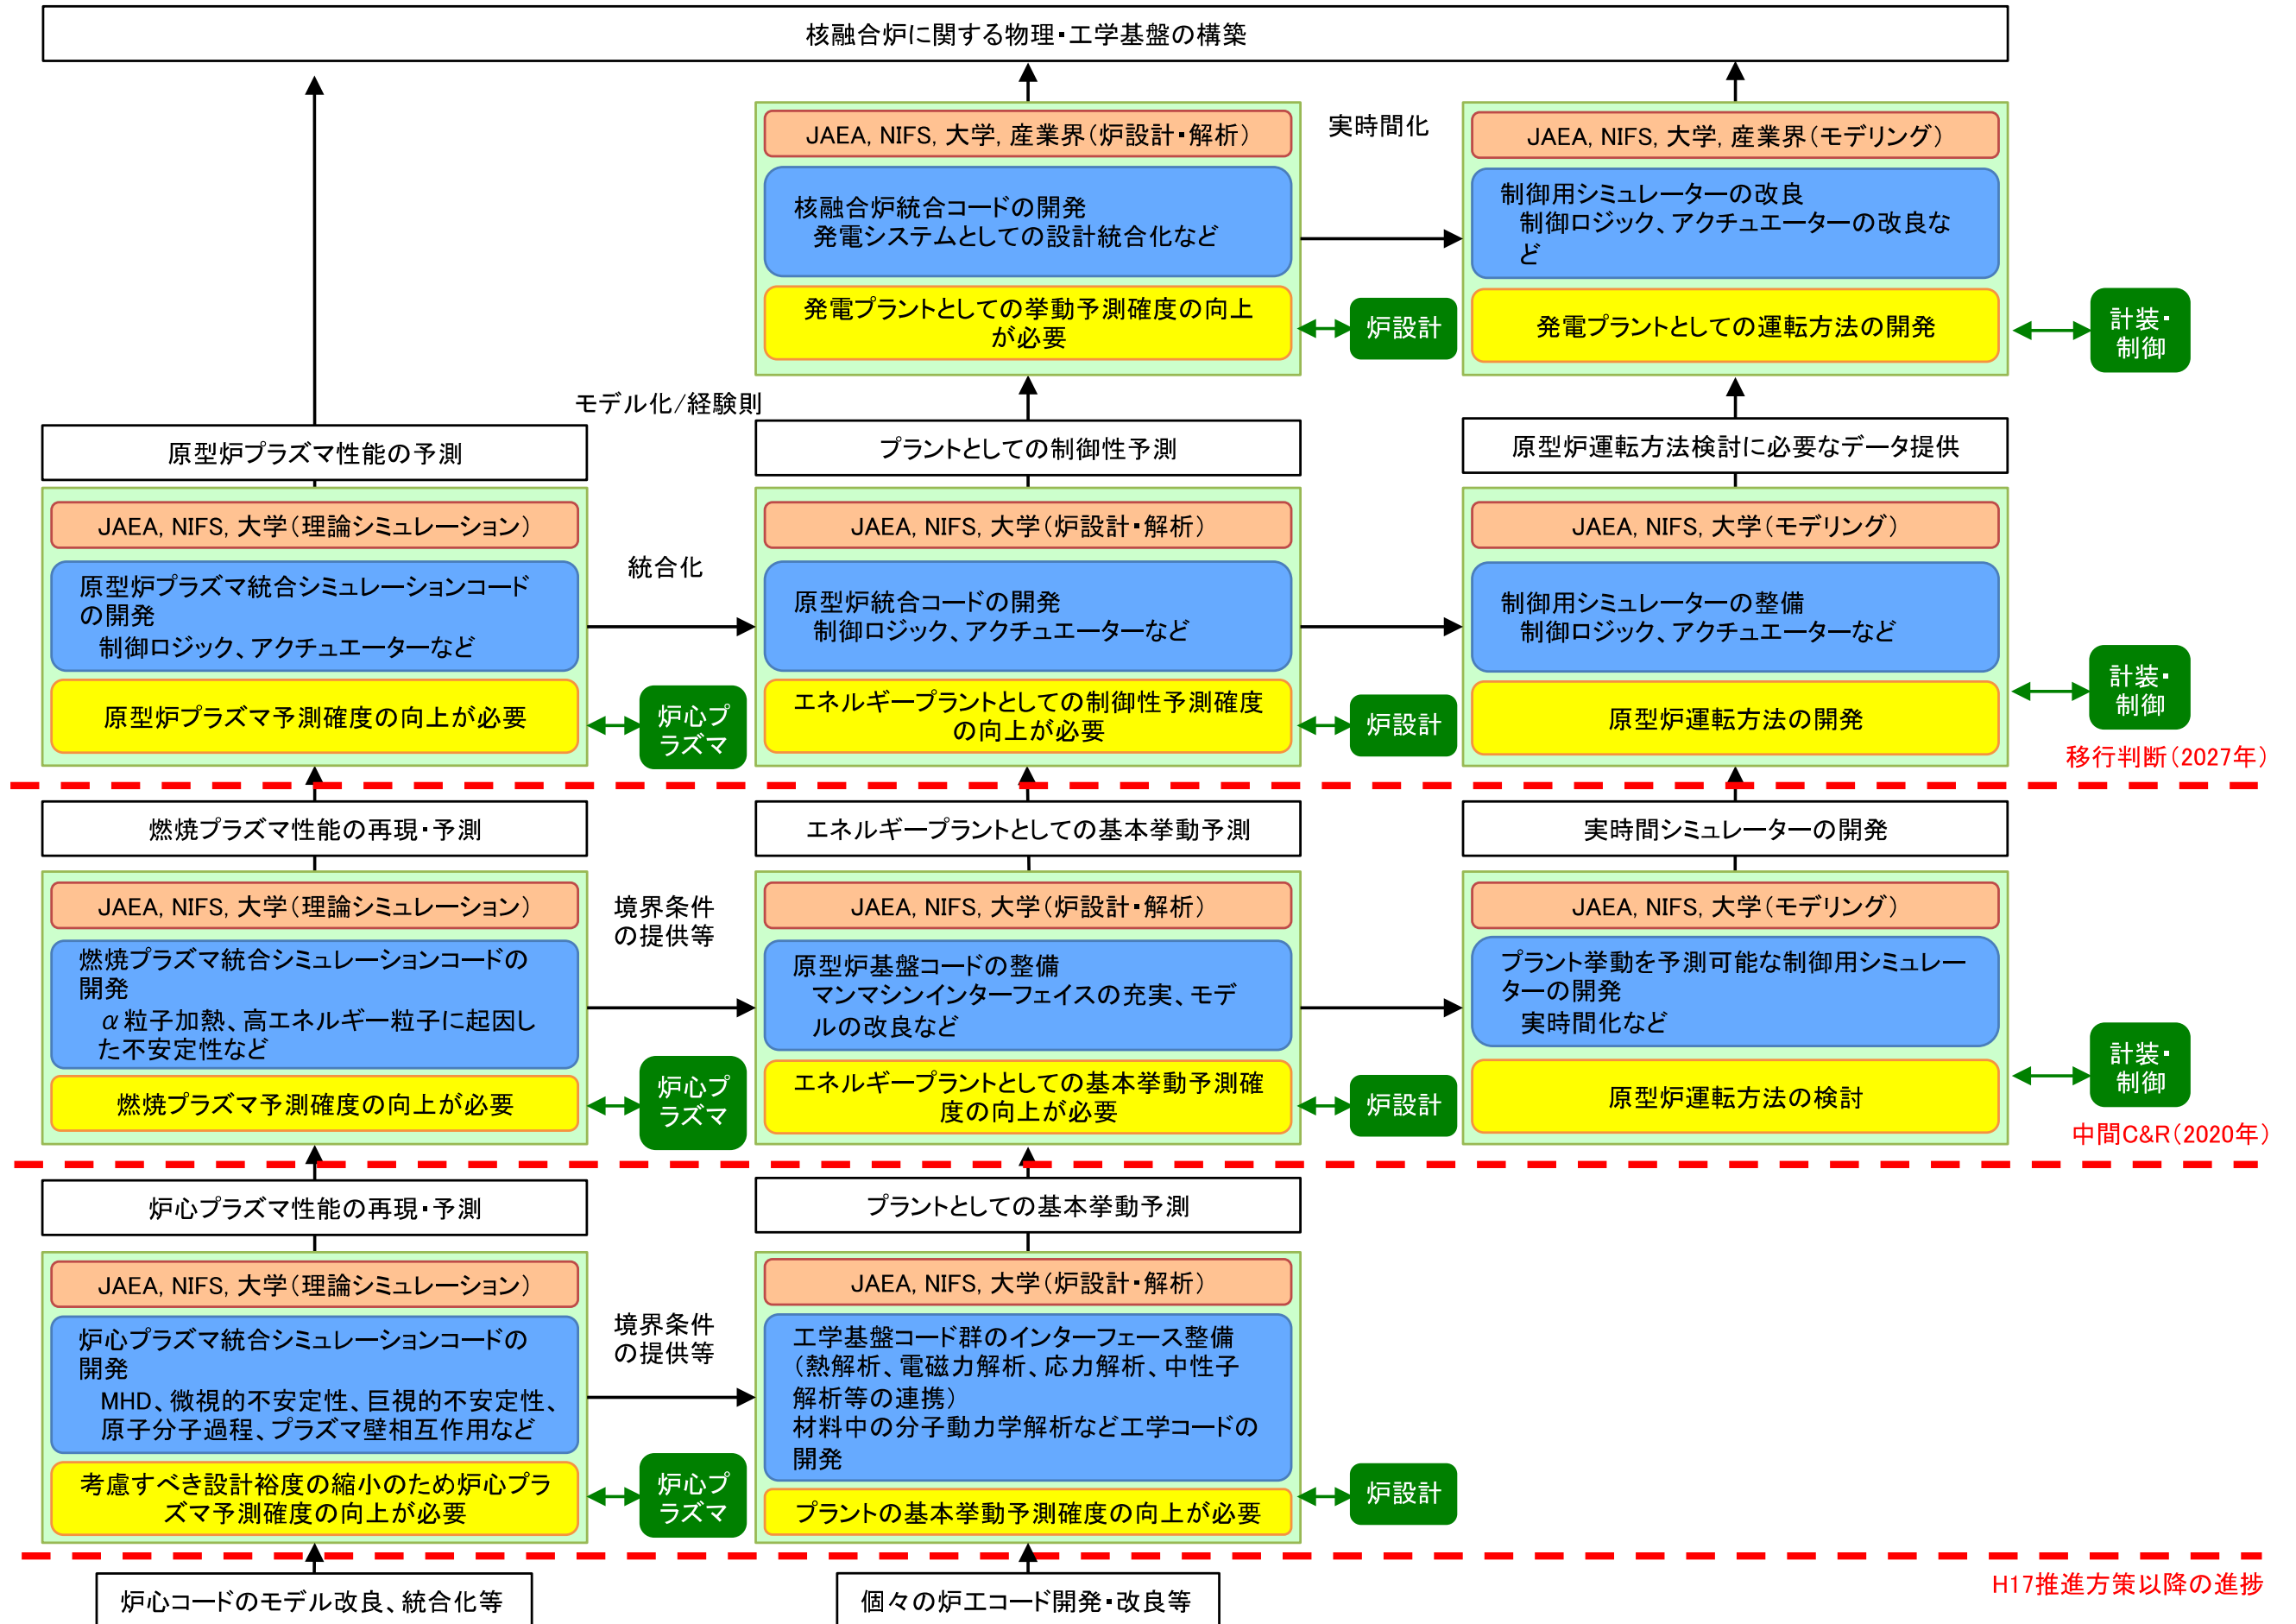 核融合炉に関する物理・工学基盤の構築
JAEA, NIFS, 大学, 産業界(炉設計・解析)
核融合炉統合コードの開発
発電システムとしての設計統合化など
発電プラントとしての挙動予測確度の向上
が必要
炉設計
実時間化
JAEA, NIFS, 大学, 産業界(モデリング)
制御用シミュレーターの改良
制御ロジック、アクチュエーターの改良な
ど
発電プラントとしての運転方法の開発
計装・
制御
モデル化/経験則
原型炉プラズマ性能の予測
プラントとしての制御性予測
原型炉運転方法検討に必要なデータ提供
JAEA, NIFS, 大学(理論シミュレーション)
原型炉プラズマ統合シミュレーションコード
の開発
制御ロジック、アクチュエーターなど
原型炉プラズマ予測確度の向上が必要
炉心プ
ラズマ
統合化
JAEA, NIFS, 大学(炉設計・解析)
原型炉統合コードの開発
制御ロジック、アクチュエーターなど
エネルギープラントとしての制御性予測確度
の向上が必要
炉設計
JAEA, NIFS, 大学(モデリング)
制御用シミュレーターの整備
制御ロジック、アクチュエーターなど
原型炉運転方法の開発
計装・
制御
移行判断(2027年)
燃焼プラズマ性能の再現・予測
エネルギープラントとしての基本挙動予測
実時間シミュレーターの開発
JAEA, NIFS, 大学(理論シミュレーション)
燃焼プラズマ統合シミュレーションコードの
開発
α粒子加熱、高エネルギー粒子に起因し
た不安定性など
燃焼プラズマ予測確度の向上が必要
炉心プ
ラズマ
境界条件
の提供等
JAEA, NIFS, 大学(炉設計・解析)
原型炉基盤コードの整備
マンマシンインターフェイスの充実、モデ
ルの改良など
エネルギープラントとしての基本挙動予測確
度の向上が必要
炉設計
JAEA, NIFS, 大学(モデリング)
プラント挙動を予測可能な制御用シミュレー
ターの開発
実時間化など
原型炉運転方法の検討
計装・
制御
中間C&R(2020年)
炉心プラズマ性能の再現・予測
プラントとしての基本挙動予測
JAEA, NIFS, 大学(理論シミュレーション)
炉心プラズマ統合シミュレーションコードの
開発
MHD、微視的不安定性、巨視的不安定性、
原子分子過程、プラズマ壁相互作用など
考慮すべき設計裕度の縮小のため炉心プラ
ズマ予測確度の向上が必要
炉心プ
ラズマ
境界条件
の提供等
JAEA, NIFS, 大学(炉設計・解析)
工学基盤コード群のインターフェース整備
(熱解析、電磁力解析、応力解析、中性子
解析等の連携)
材料中の分子動力学解析など工学コードの
開発
プラントの基本挙動予測確度の向上が必要
炉設計
H17推進方策以降の進捗
炉心コードのモデル改良、統合化等
個々の炉工コード開発・改良等